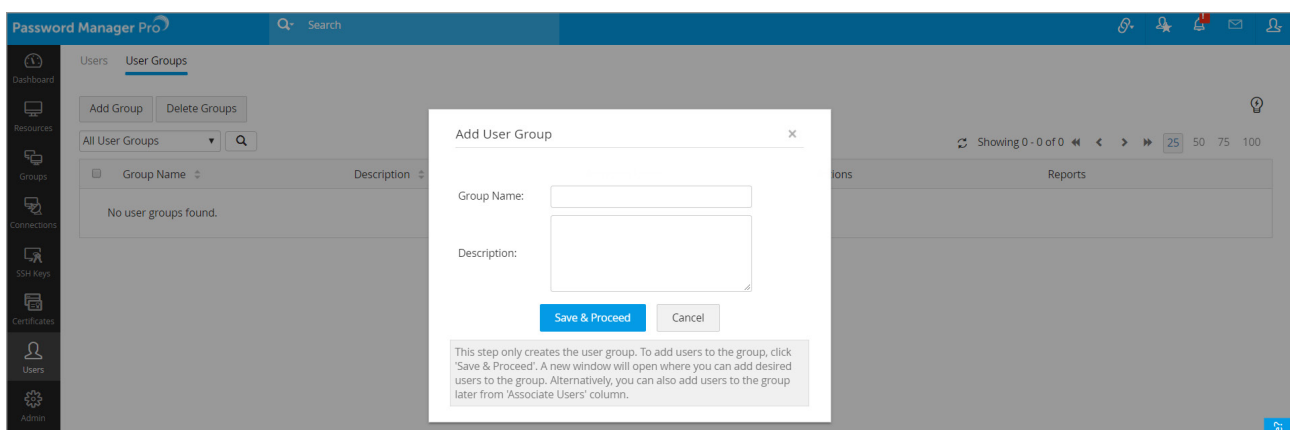 Password Manager Pro
Search
Dashboard
Resources
Groups
Connections
SSH Keys
Certificates
Users
Admin
Users User Groups
Add Group Delete Groups
All User Groups
Showing 0 - 0 of 0 25 50 75 100
Group Name Description Reports
No user groups found.
Add User Group
Group Name:
Description:
Save & Proceed Cancel
This step only creates the user group. To add users to the group, click
'Save & Proceed'. A new window will open where you can add desired
users to the group. Alternatively, you can also add users to the group
later from 'Associate Users' column.